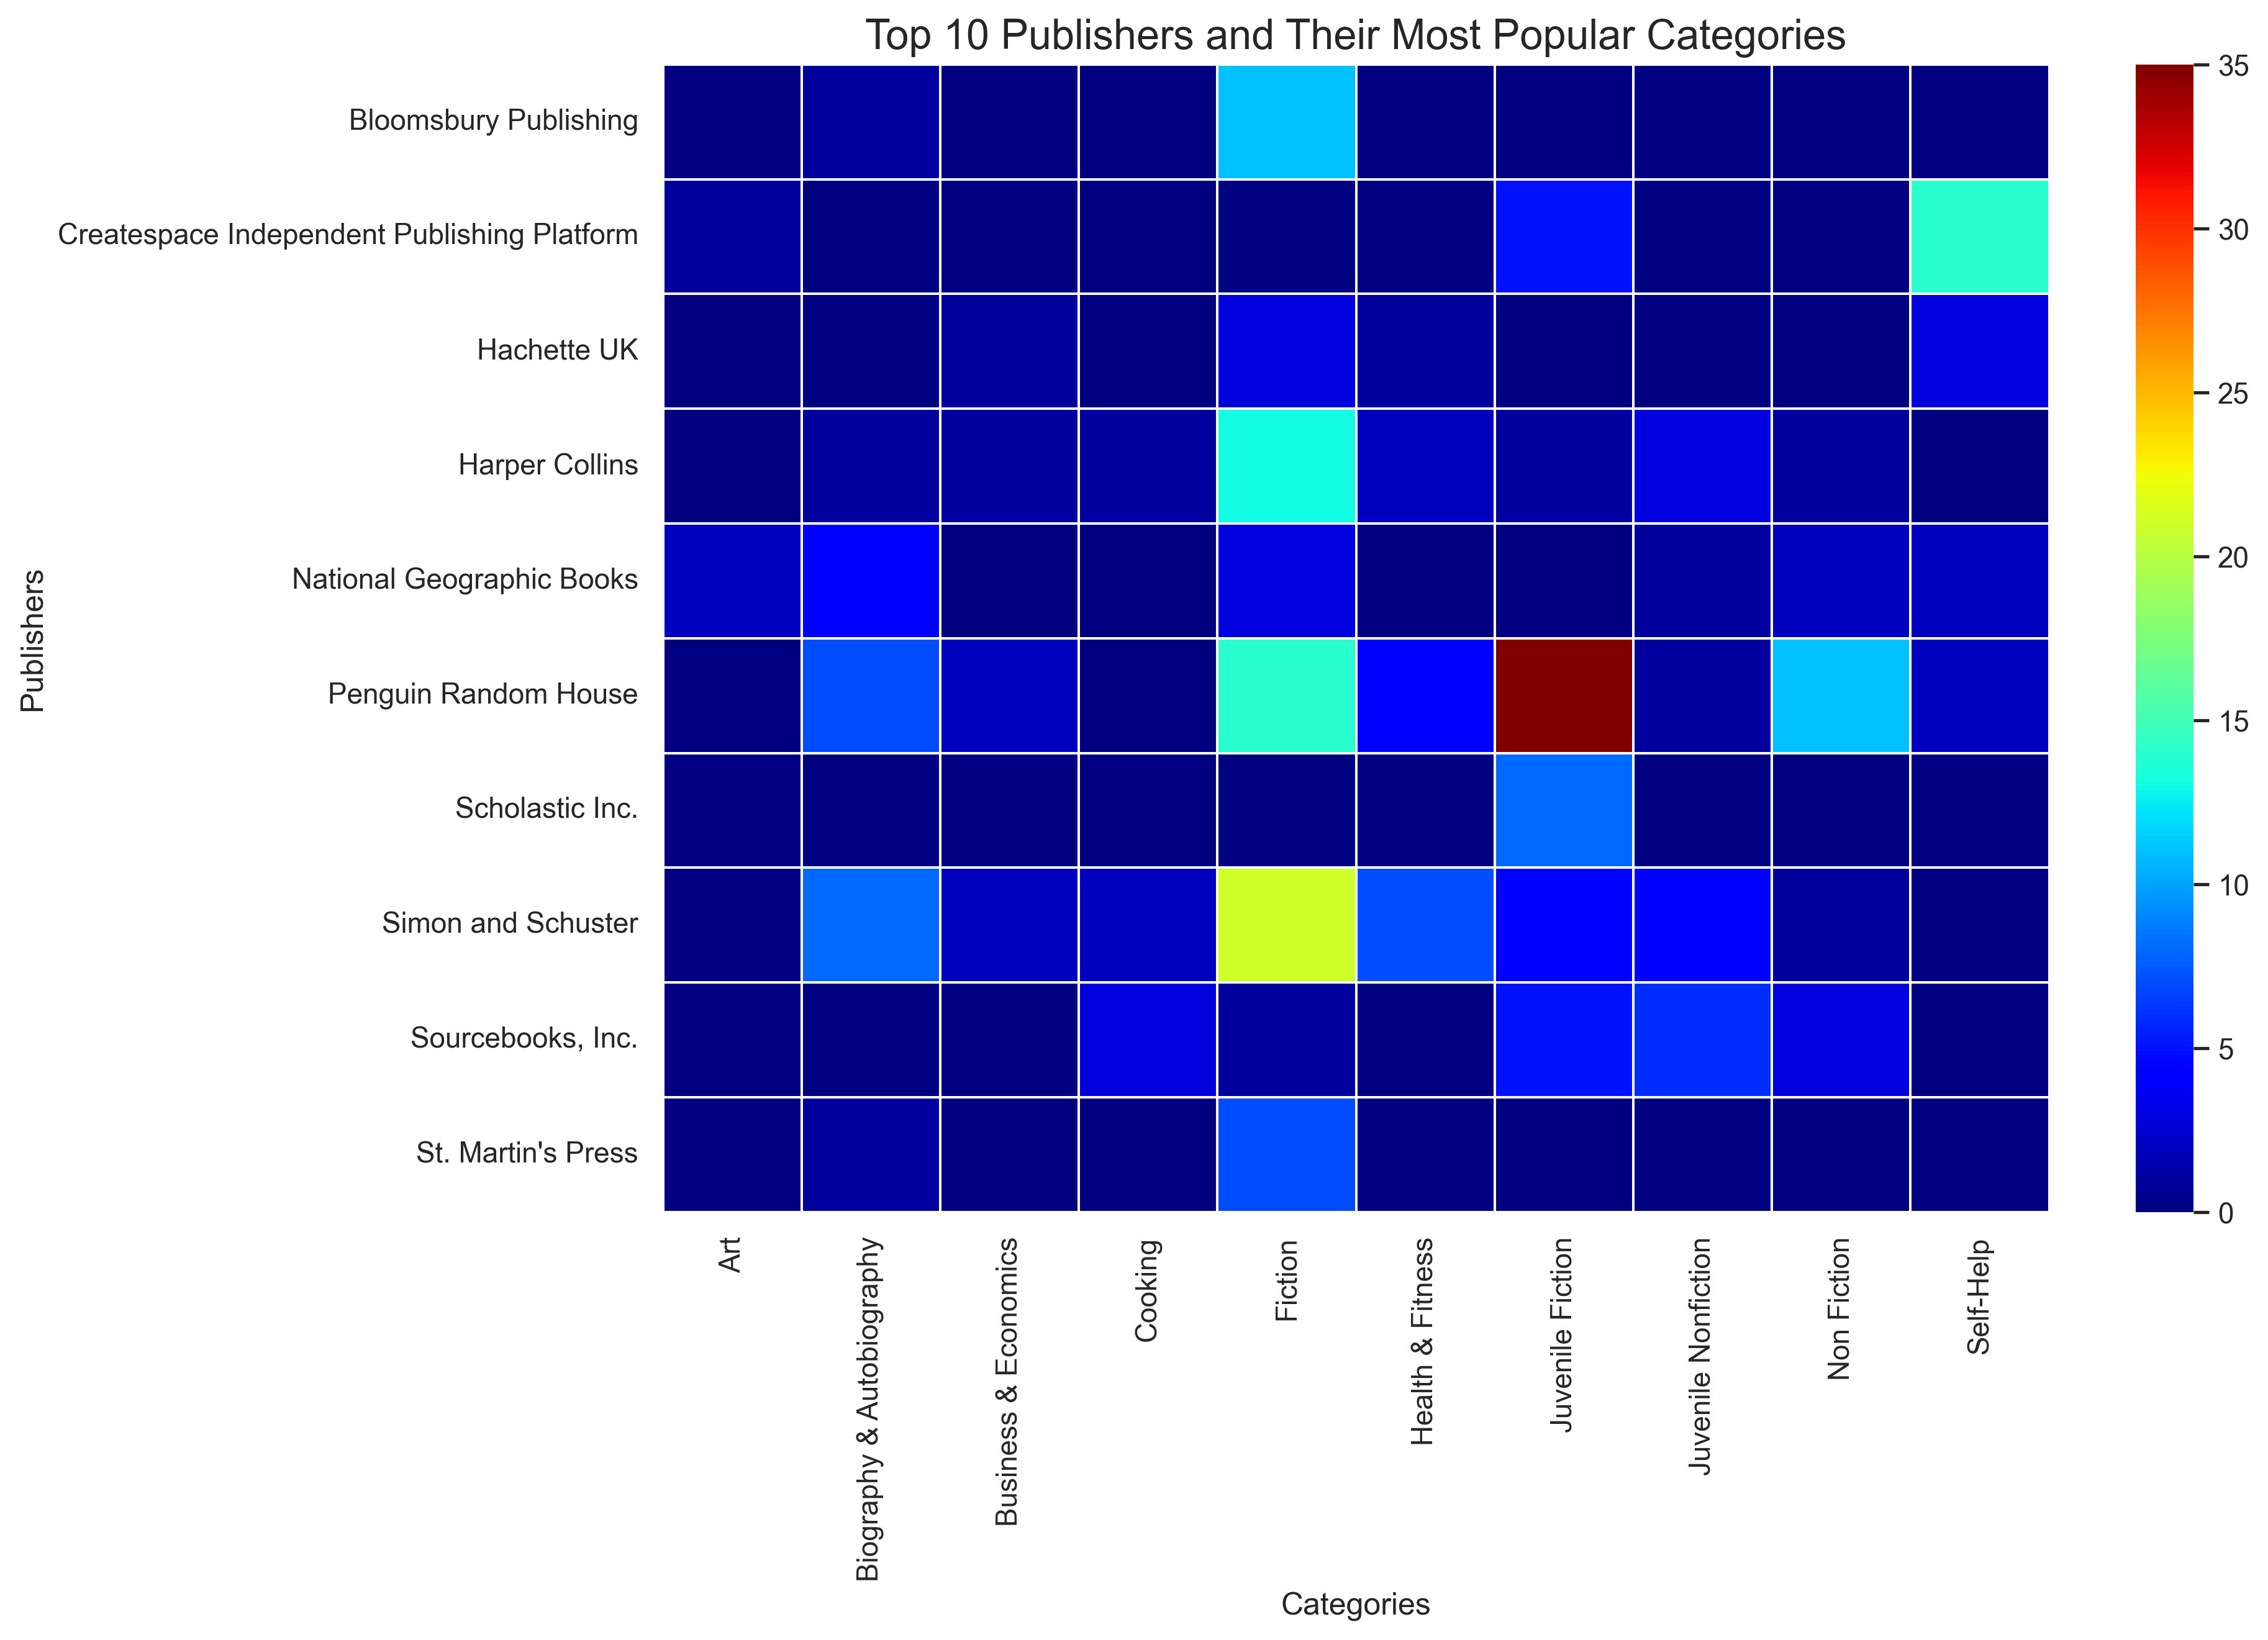 Top 10 Publishers and Their Most Popular Categories
Publishers
Bloomsbury Publishing
Createspace Independent Publishing Platform
Hachette UK
Harper Collins
National Geographic Books
Penguin Random House
Scholastic Inc.
Simon and Schuster
Sourcebooks, Inc.
St. Martin's Press
Art
Biography & Autobiography
Business & Economics
Cooking
Fiction
Health & Fitness
Juvenile Fiction
Juvenile Nonfiction
Non Fiction
Self-Help
Categories
35
30
25
20
15
10
5
0